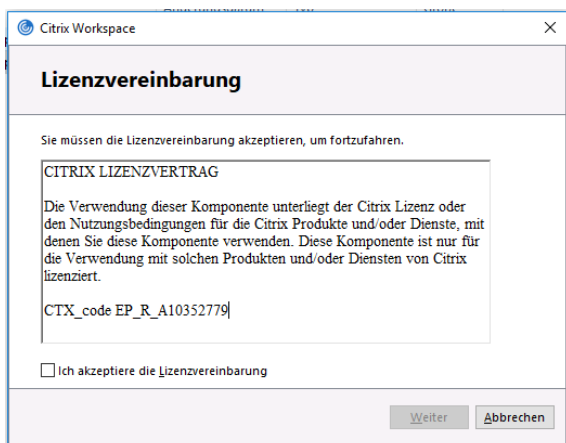 Citrix Workspace
Lizenzvereinbarung
Sie müssen die Lizenzvereinbarung akzeptieren, um fortzufahren.
CITRIX LIZENZVERTRAG
Die Verwendung dieser Komponente unterliegt der Citrix Lizenz oder
den Nutzungsbedingungen für die Citrix Produkte und/oder Dienste, mit
denen Sie diese Komponente verwenden. Diese Komponente ist nur für
die Verwendung mit solchen Produkten und/oder Diensten von Citrix
lizenziert.
CTX_code EP_R_A10352779
Ich akzeptiere die Lizenzvereinbarung
Weiter Abbrechen